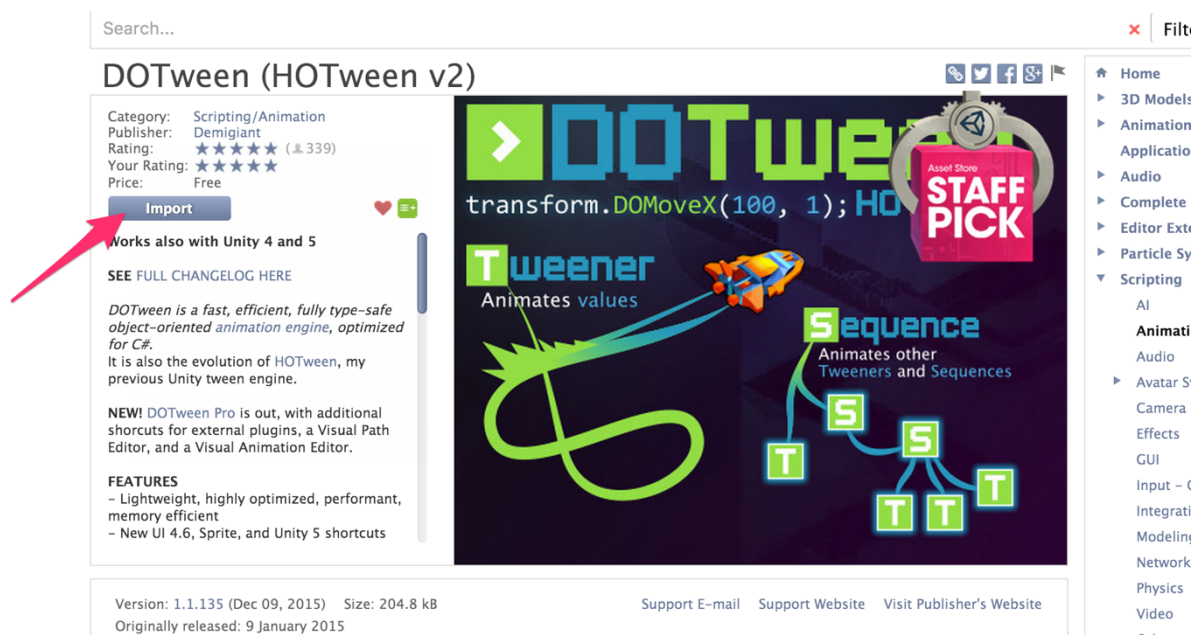 Search...
× Filt
DOTween (HOTween v2)
Category: Scripting/Animation
Publisher: Demigiant
Rating: ★★★★★ (339)
Your Rating: ★★★★★
Price: Free
Import
Works also with Unity 4 and 5
SEE FULL CHANGELOG HERE
DOTween is a fast, efficient, fully type-safe
object-oriented animation engine, optimized
for C#.
It is also the evolution of HOTween, my
previous Unity tween engine.
NEW! DOTween Pro is out, with additional
shorcuts for external plugins, a Visual Path
Editor, and a Visual Animation Editor.
FEATURES
- Lightweight, highly optimized, performant,
memory efficient
- New UI 4.6, Sprite, and Unity 5 shortcuts
DOTween
transform.DOMoveX(100, 1); HO
Asset Store
STAFF
PICK
Tweener
Animates values
Sequence
Animates other
Tweeners and Sequences
S
S
T
T
T
T
Home
3D Models
Animation
Applicatio
Audio
Complete
Editor Exte
Particle Sy
Scripting
AI
Animati
Audio
Avatar S
Camera
Effects
GUI
Input -
Integrati
Modeling
Network
Physics
Video
Version: 1.1.135 (Dec 09, 2015) Size: 204.8 kB
Support E-mail Support Website Visit Publisher's Website
Originally released: 9 January 2015